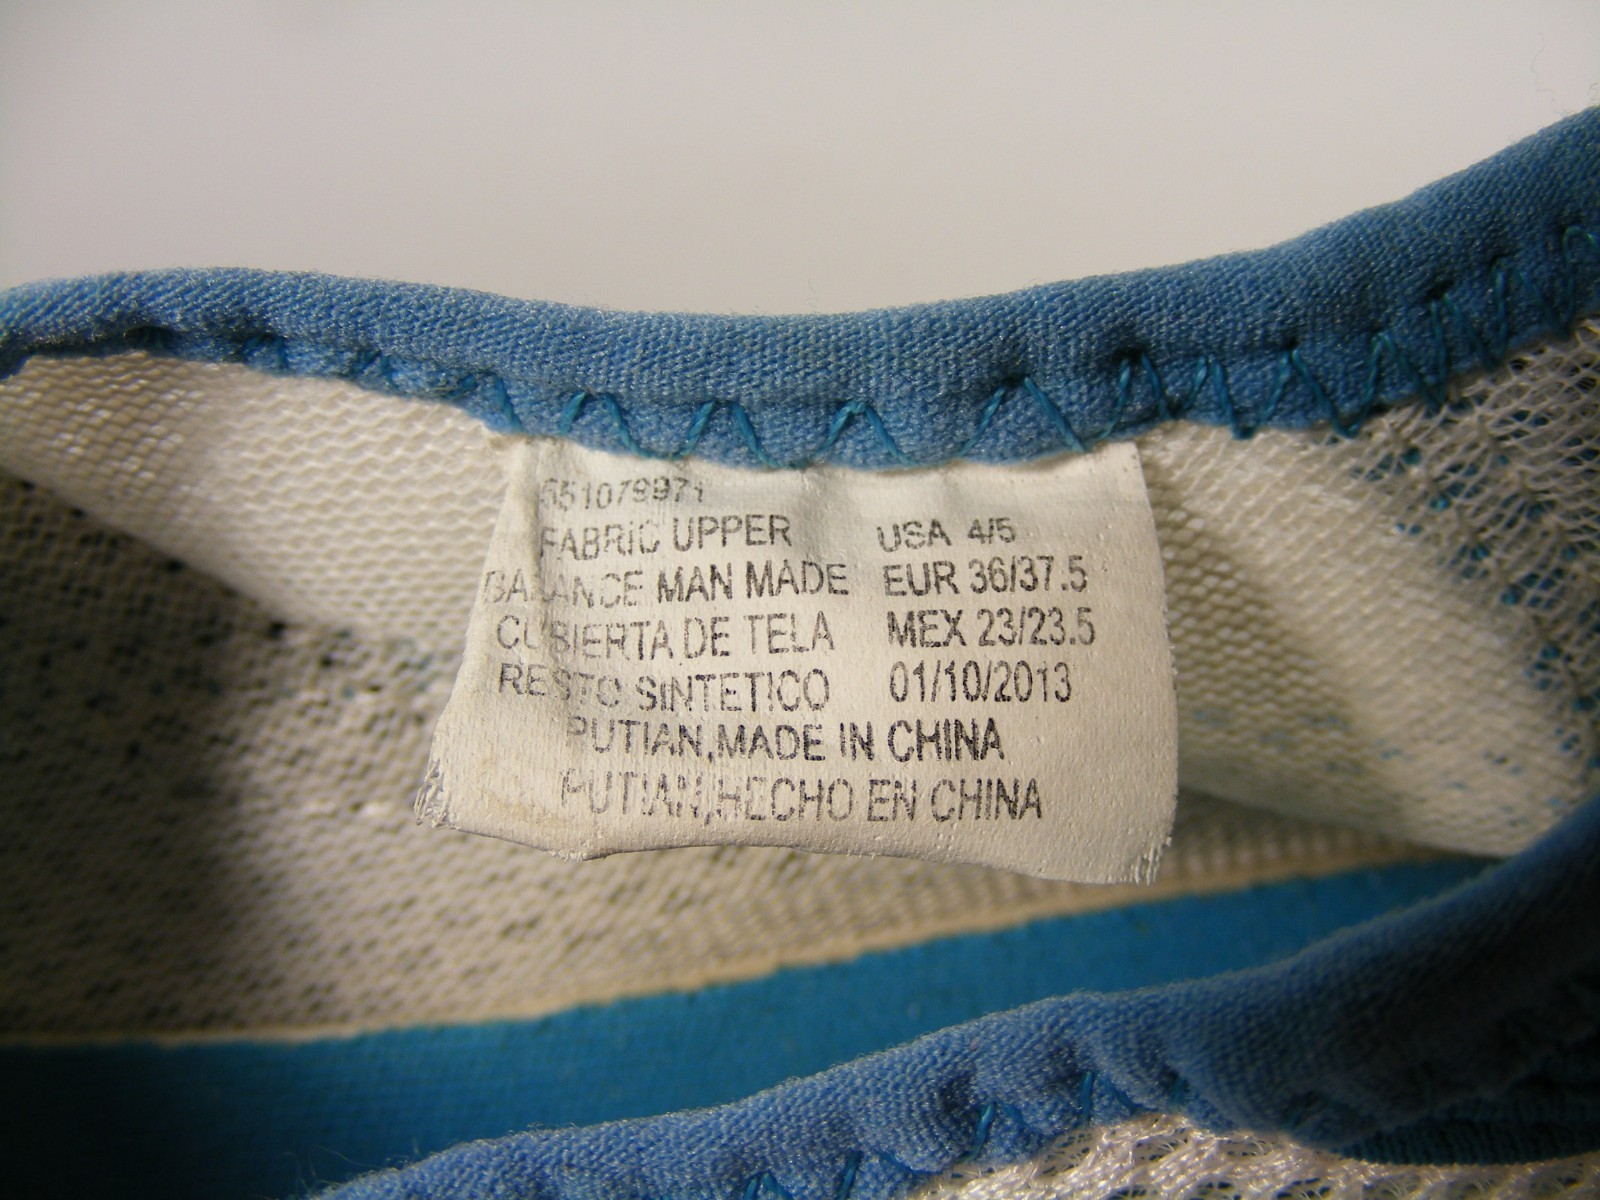 551079971
FABRIC UPPER USA 4/5
BALANCE MAN MADE EUR 36/37.5
CUBIERTA DE TELA MEX 23/23.5
RESTO SINTETICO 01/10/2013
PUTIAN,MADE IN CHINA
PUTIAN,HECHO EN CHINA